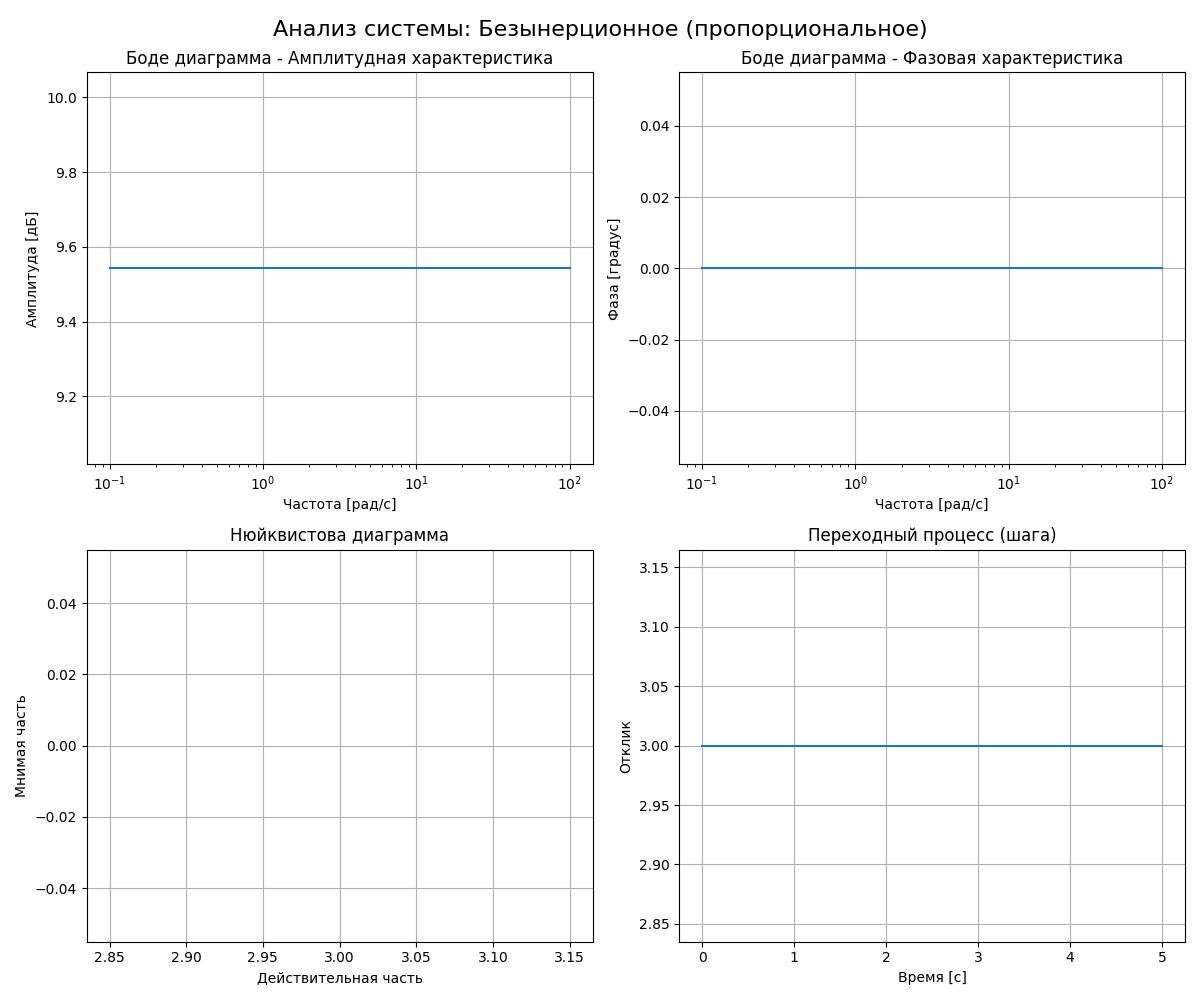 Анализ системы: Безынерционное (пропорциональное)
Боде диаграмма - Амплитудная характеристика
Амплитуда [дБ]
10.0
9.8
9.6
9.4
9.2
10⁻¹ 10⁰ 10¹ 10²
Частота [рад/с]
Боде диаграмма - Фазовая характеристика
Фаза [градус]
0.04
0.02
0.00
−0.02
−0.04
10⁻¹ 10⁰ 10¹ 10²
Частота [рад/с]
Нюйквистова диаграмма
Мнимая часть
0.04
0.02
0.00
−0.02
−0.04
2.85 2.90 2.95 3.00 3.05 3.10 3.15
Действительная часть
Переходный процесс (шага)
Отклик
3.15
3.10
3.05
3.00
2.95
2.90
2.85
0 1 2 3 4 5
Время [с]